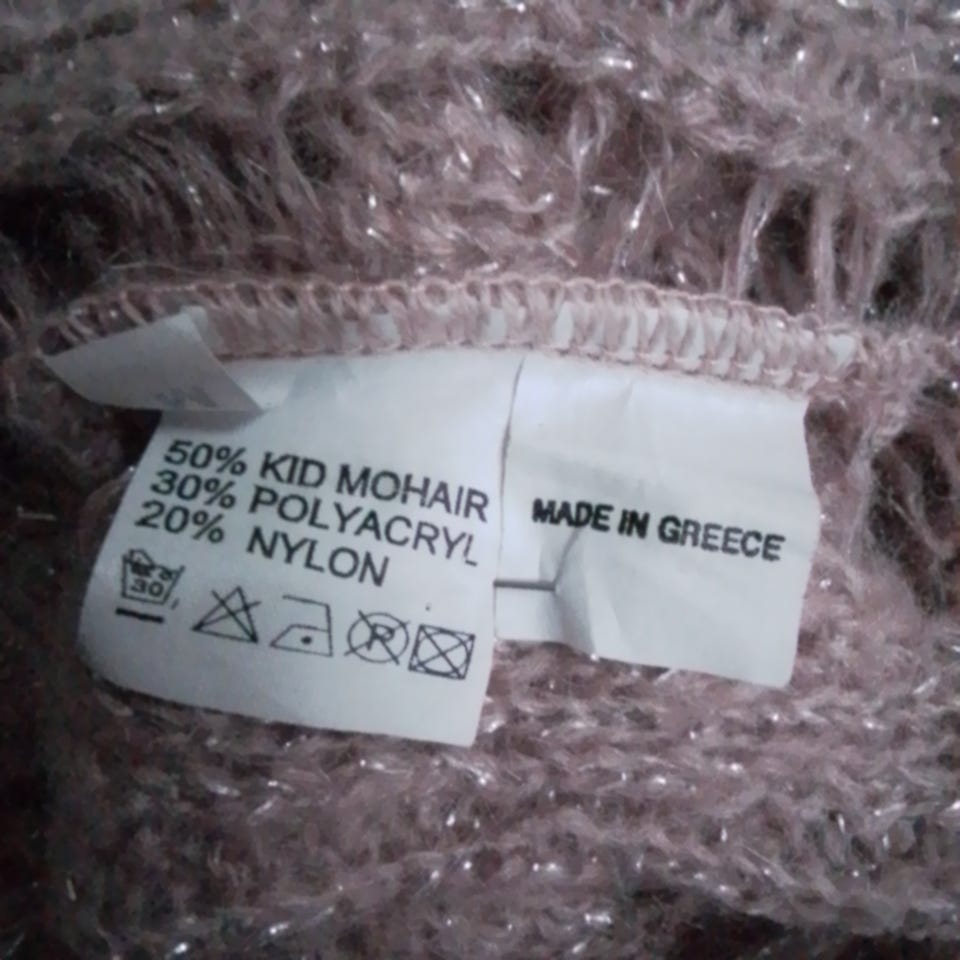 50% KID MOHAIR
30% POLYACRYL
20% NYLON
30
R
MADE IN GREECE